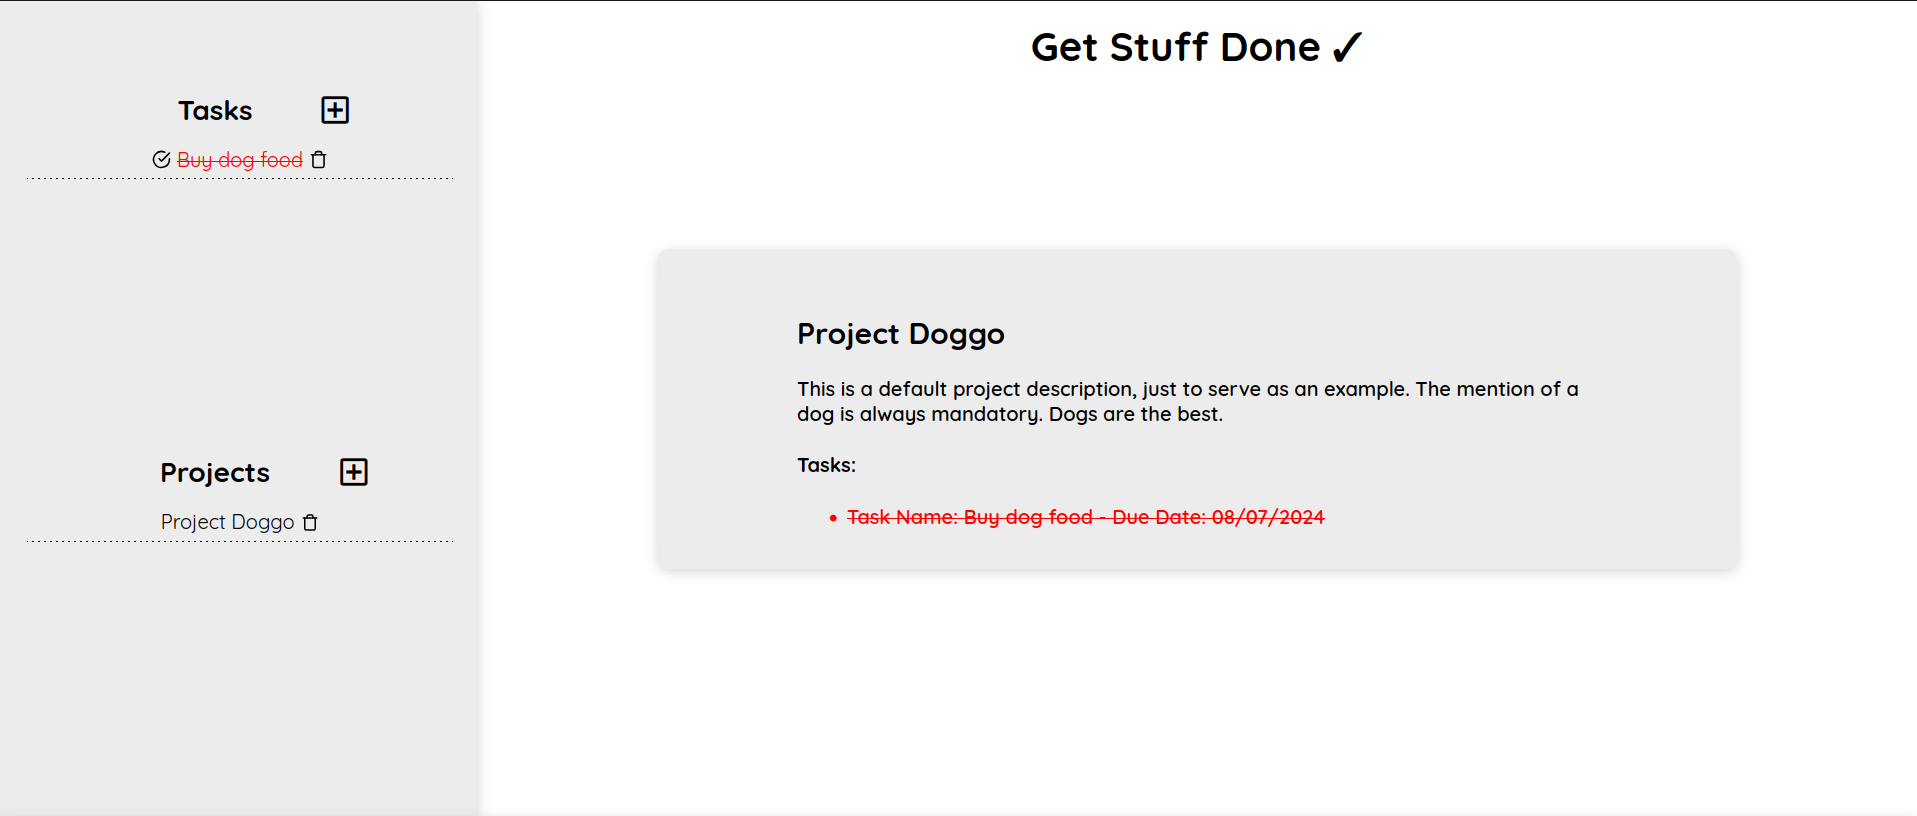 Get Stuff Done ✓
Tasks
Buy dog food
Projects
Project Doggo
Project Doggo
This is a default project description, just to serve as an example. The mention of a
dog is always mandatory. Dogs are the best.
Tasks:
• Task Name: Buy dog food - Due Date: 08/07/2024